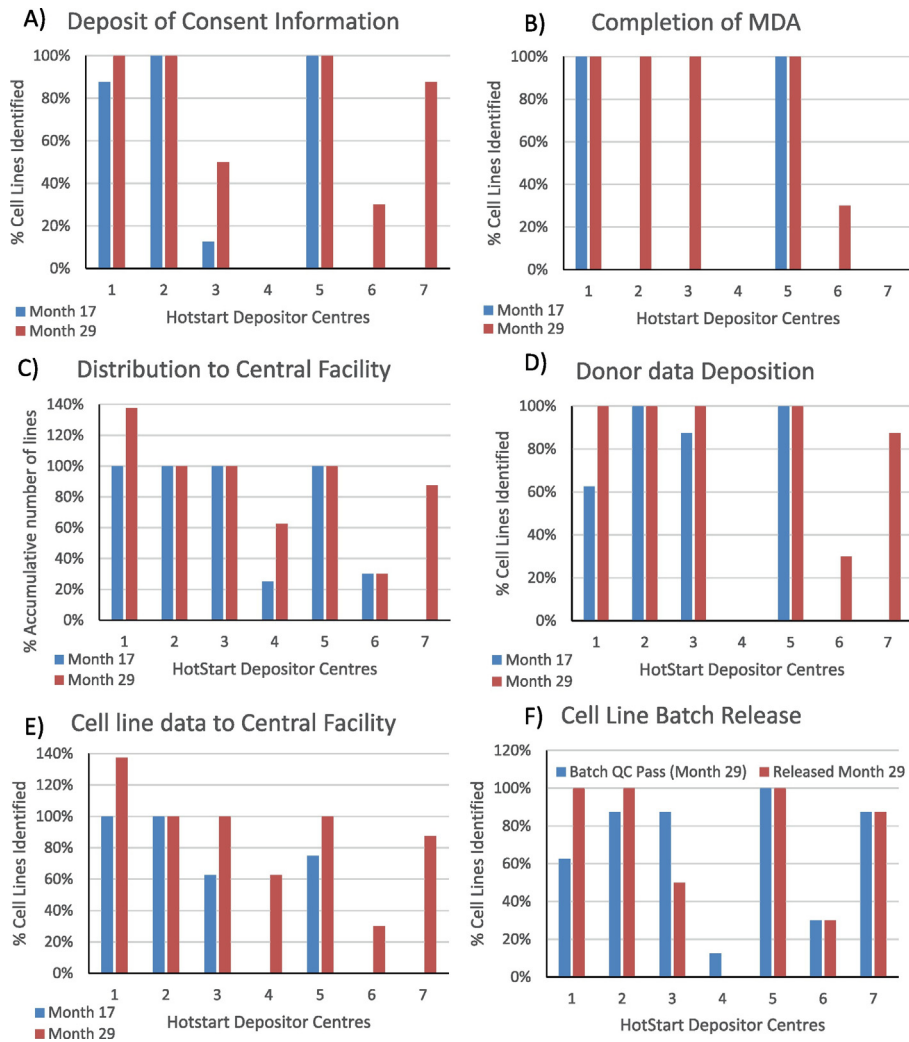 A) Deposit of Consent Information
% Cell Lines Identified
100%
80%
60%
40%
20%
0%
1 2 3 4 5 6 7
Hotstart Depositor Centres
Month 17
Month 29
B) Completion of MDA
% Cell Lines Identified
100%
80%
60%
40%
20%
0%
1 2 3 4 5 6 7
Hotstart Depositor Centres
Month 17
Month 29
C) Distribution to Central Facility
% Accumulative number of lines
140%
120%
100%
80%
60%
40%
20%
0%
1 2 3 4 5 6 7
HotStart Depositor Centres
Month 17
Month 29
D) Donor data Deposition
% Cell Lines Identified
100%
80%
60%
40%
20%
0%
1 2 3 4 5 6 7
HotStart Depositor Centres
Month 17
Month 29
E) Cell line data to Central Facility
% Cell Lines Identified
140%
120%
100%
80%
60%
40%
20%
0%
1 2 3 4 5 6 7
Hotstart Depositor Centres
Month 17
Month 29
F) Cell Line Batch Release
% Cell Lines Identified
120%
100%
80%
60%
40%
20%
0%
Batch QC Pass (Month 29) Released Month 29
1 2 3 4 5 6 7
HotStart Depositor Centres